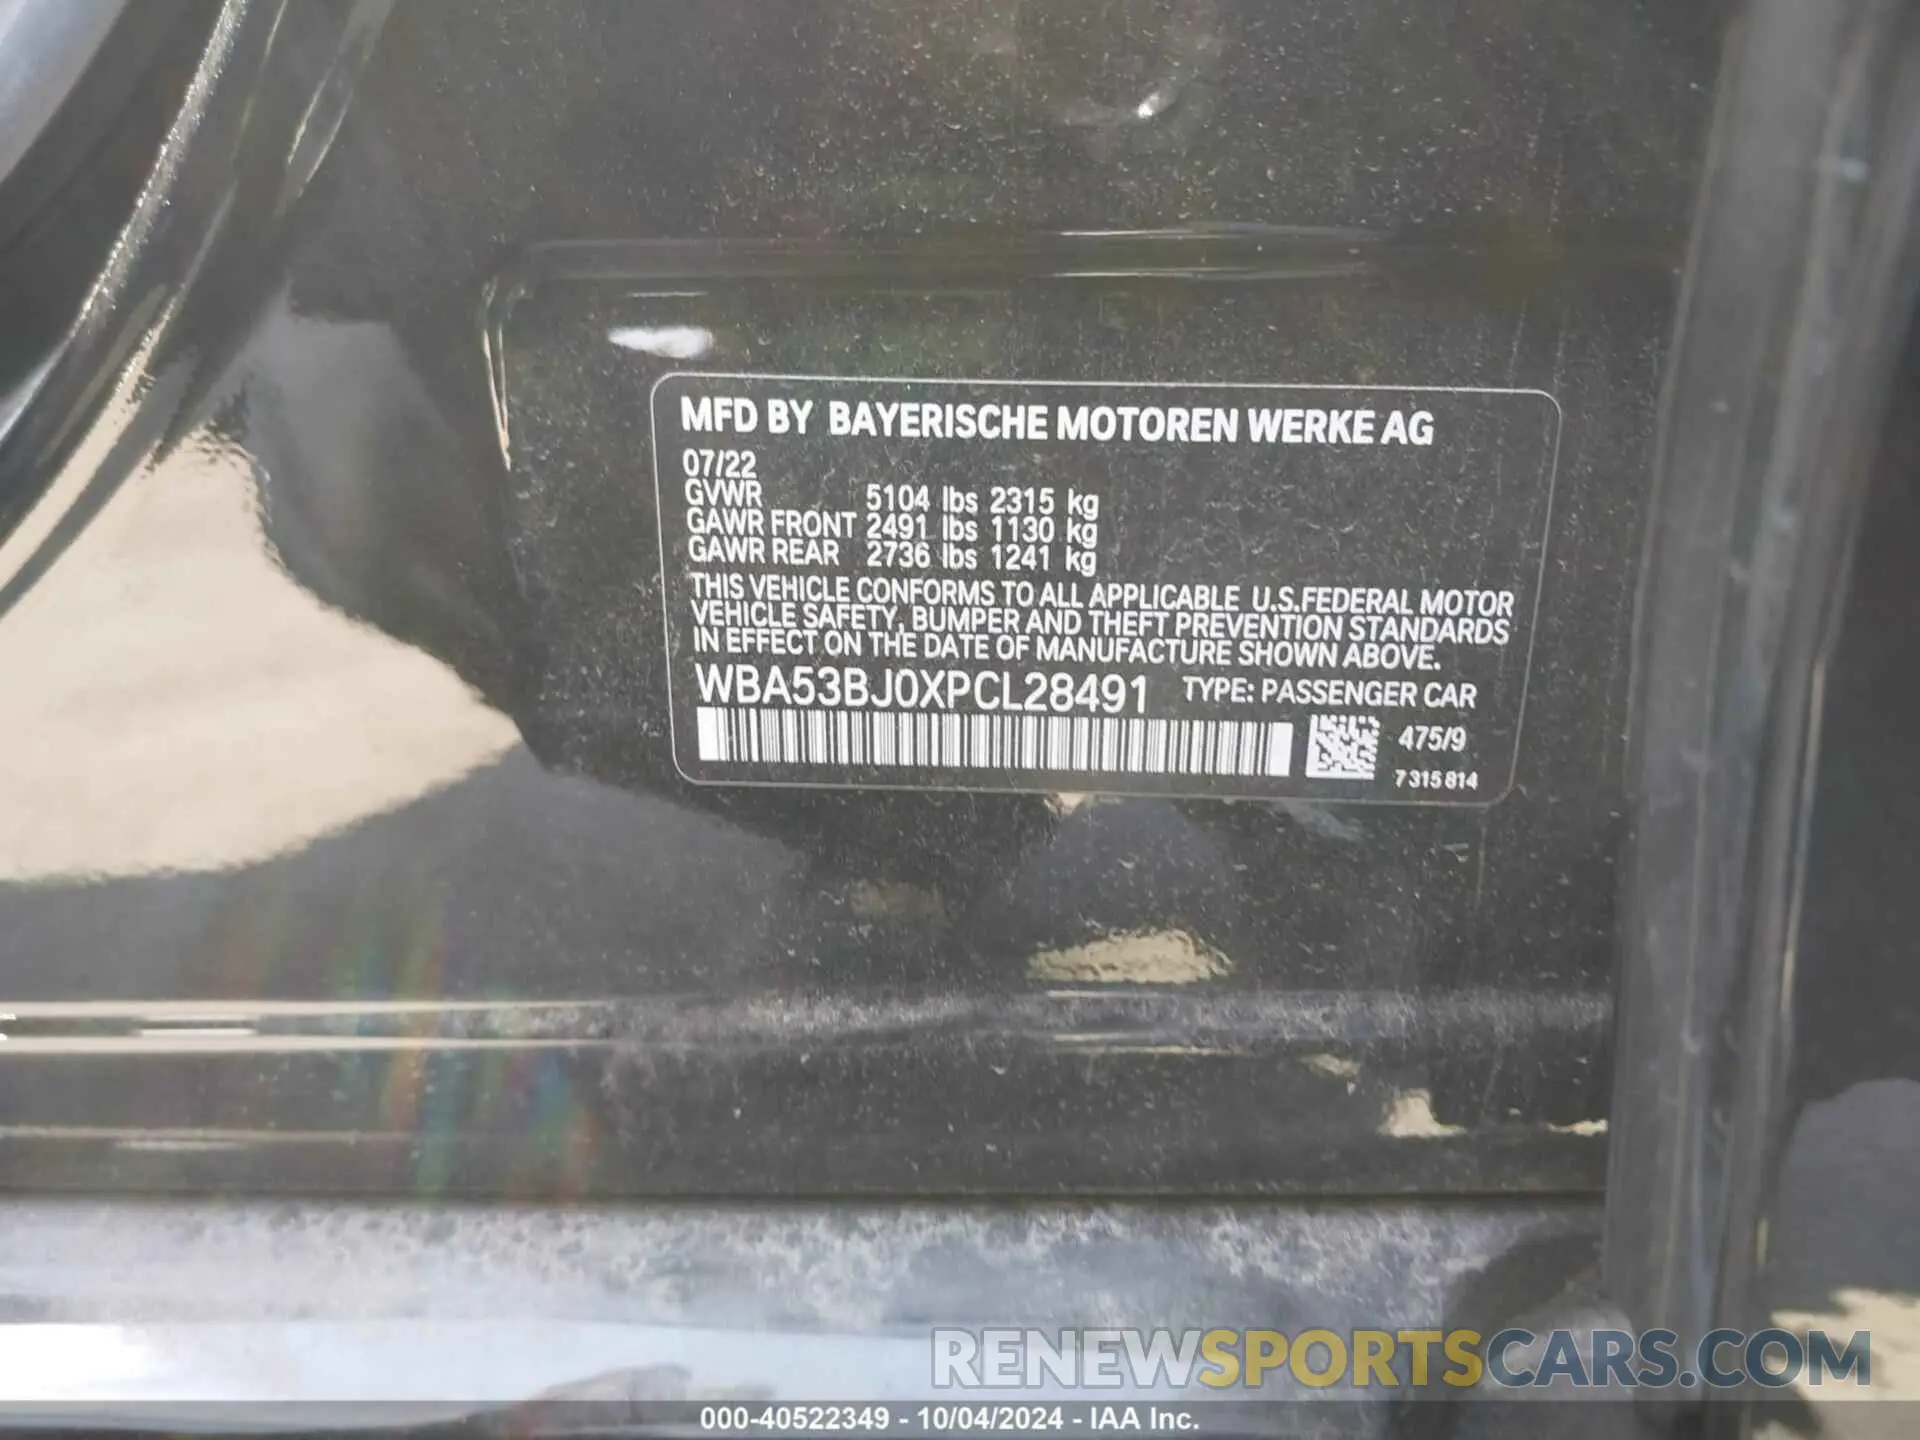 MFD BY BAYERISCHE MOTOREN WERKE AG
07/22
GVWR 5104 lbs 2315 kg
GAWR FRONT 2491 lbs 1130 kg
GAWR REAR 2736 lbs 1241 kg
THIS VEHICLE CONFORMS TO ALL APPLICABLE U.S.FEDERAL MOTOR
VEHICLE SAFETY, BUMPER AND THEFT PREVENTION STANDARDS
IN EFFECT ON THE DATE OF MANUFACTURE SHOWN ABOVE.
WBA53BJ0XPCL28491 TYPE: PASSENGER CAR
475/9
7 315 814
RENEWSPORTSCARS.COM
000-40522349 - 10/04/2024 - IAA Inc.